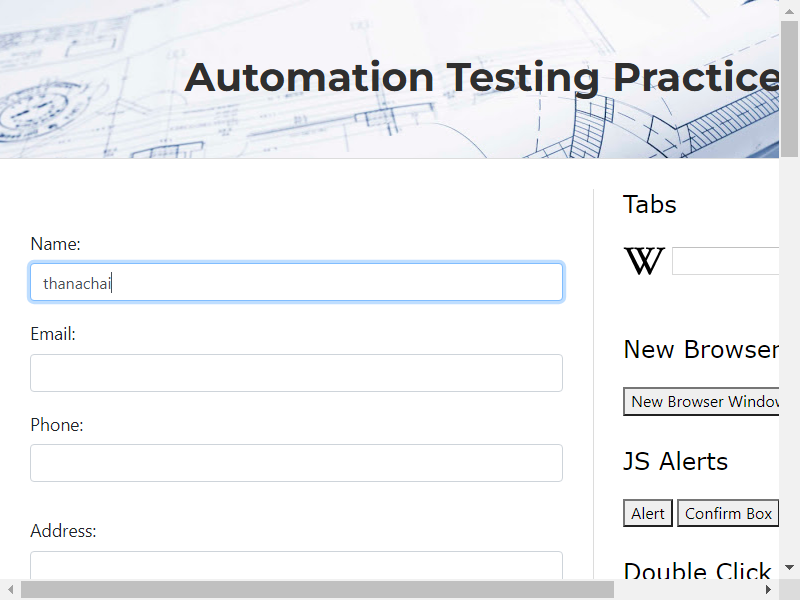 Automation Testing Practice
Name:
thanachai
Email:
Phone:
Address:
Tabs
W
New Browser
New Browser Window
JS Alerts
Alert
Confirm Box
Double Click